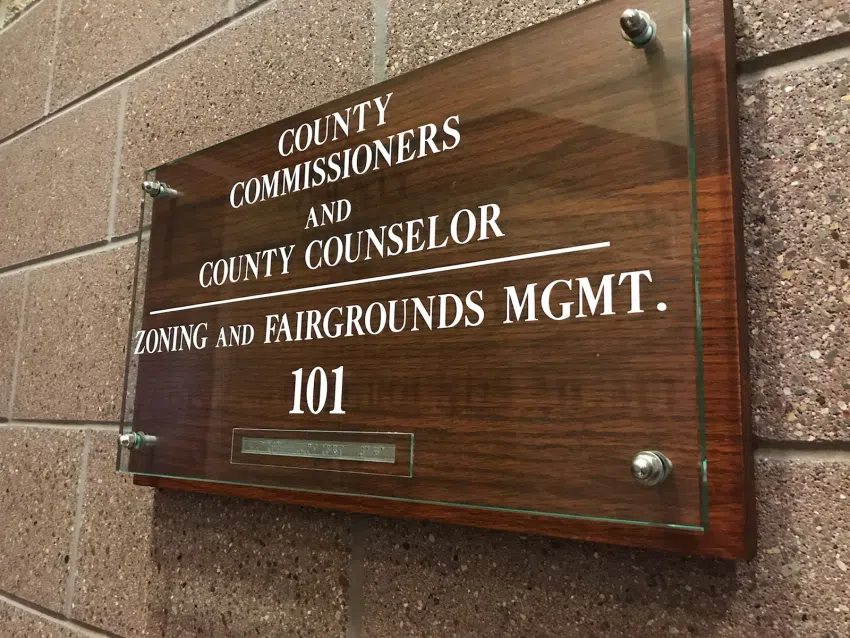 COUNTY
COMMISSIONERS
AND
COUNTY COUNSELOR
ZONING AND FAIRGROUNDS MGMT.
101